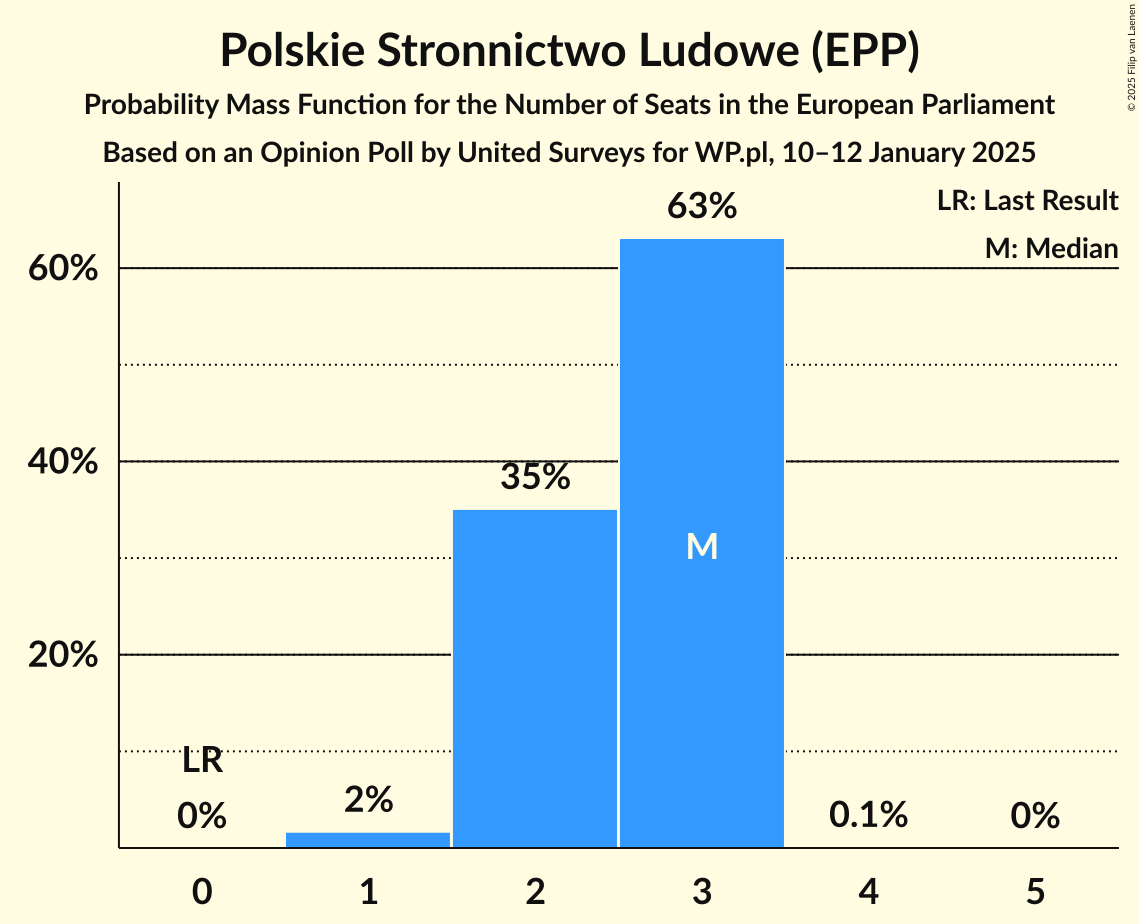 Polskie Stronnictwo Ludowe (EPP)
Probability Mass Function for the Number of Seats in the European Parliament
Based on an Opinion Poll by United Surveys for WP.pl, 10–12 January 2025
© 2025 Filip van Laenen
LR: Last Result
M: Median
60%
40%
20%
63%
35%
M
LR
0%
2%
0.1%
0%
0 1 2 3 4 5